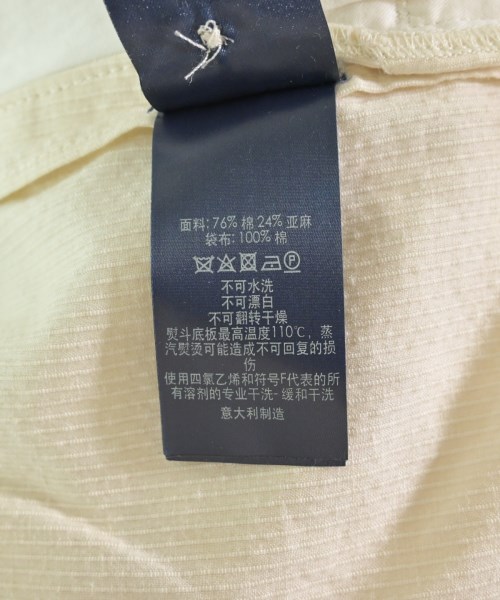 面料: 76% 棉 24% 亚麻
袋布: 100% 棉
不可水洗
不可漂白
不可翻转干燥
熨斗底板最高温度110℃, 蒸
汽熨烫可能造成不可回复的损
伤
使用四氯乙烯和符号F代表的所
有溶剂的专业干洗- 缓和干洗
意大利制造